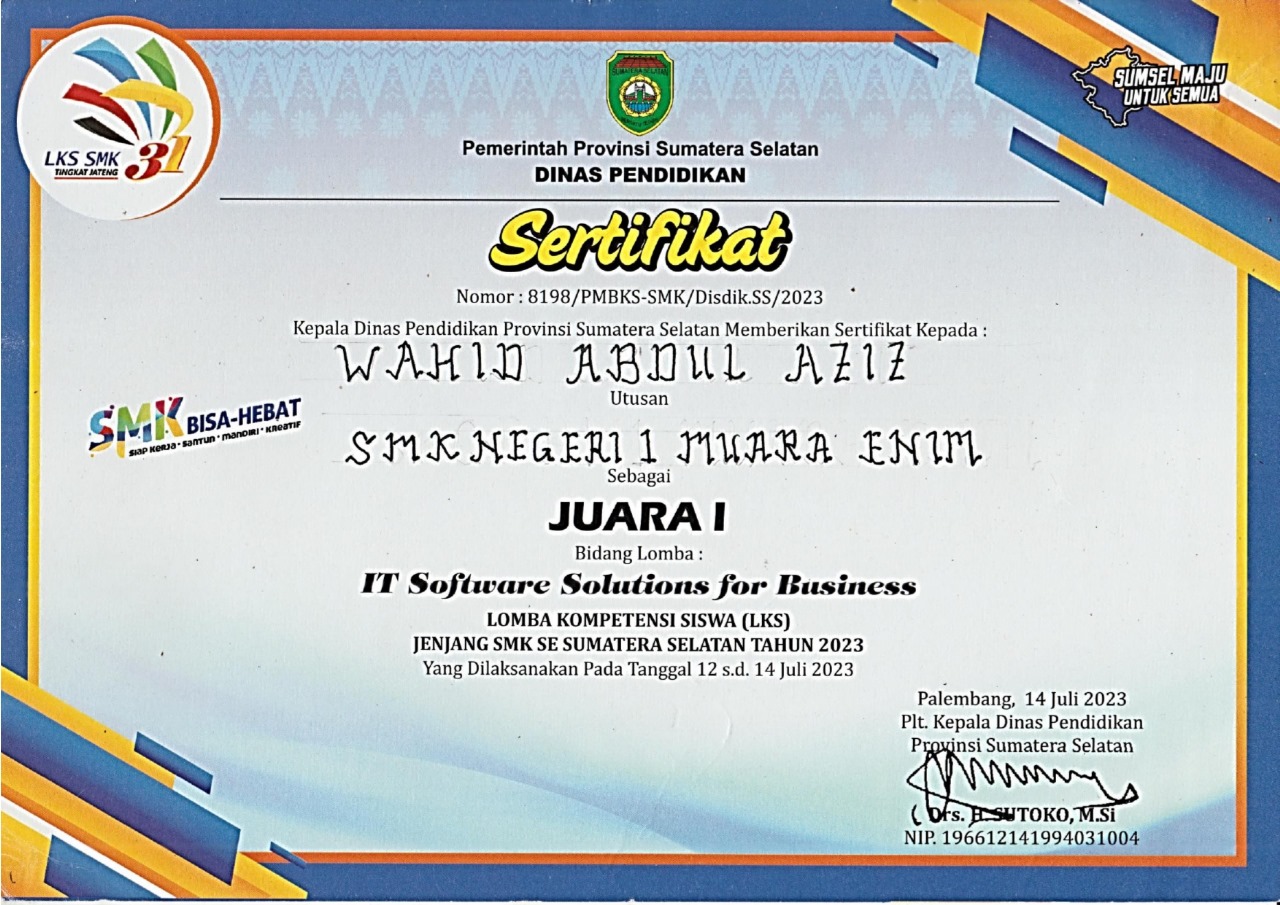 LKS SMK 31
TINGKAT JATENG
SUMATERA SELATAN
SUMSEL MAJU
UNTUK SEMUA
Pemerintah Provinsi Sumatera Selatan
DINAS PENDIDIKAN
Sertifikat
Nomor : 8198/PMBKS-SMK/Disdik.SS/2023
Kepala Dinas Pendidikan Provinsi Sumatera Selatan Memberikan Sertifikat Kepada :
WAHID ABDUL AZIZ
Utusan
SMK BISA-HEBAT
SIAP KERJA • SANTUN • MANDIRI • KREATIF
SMK NEGERI 1 MUARA ENIM
Sebagai
JUARA I
Bidang Lomba :
IT Software Solutions for Business
LOMBA KOMPETENSI SISWA (LKS)
JENJANG SMK SE SUMATERA SELATAN TAHUN 2023
Yang Dilaksanakan Pada Tanggal 12 s.d. 14 Juli 2023
Palembang, 14 Juli 2023
Plt. Kepala Dinas Pendidikan
Provinsi Sumatera Selatan
Drs. H. SUTOKO, M.Si
NIP. 196612141994031004